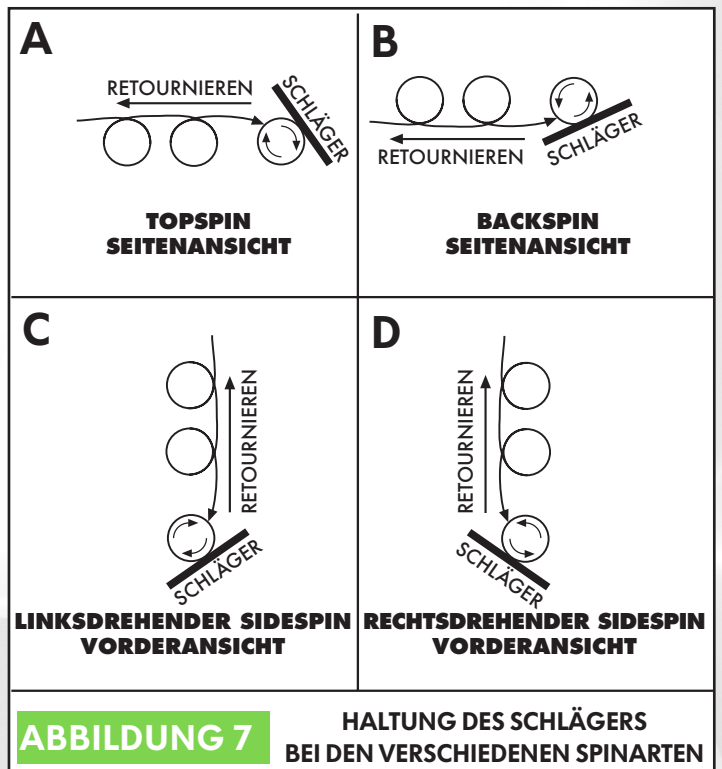 A
RETOURNIEREN
SCHLÄGER
TOPSPIN
SEITENANSICHT
B
RETOURNIEREN
SCHLÄGER
BACKSPIN
SEITENANSICHT
C
RETOURNIEREN
SCHLÄGER
LINKSDREHENDER SIDESPIN
VORDERANSICHT
D
RETOURNIEREN
SCHLÄGER
RECHTSDREHENDER SIDESPIN
VORDERANSICHT
ABBILDUNG 7
HALTUNG DES SCHLÄGERS
BEI DEN VERSCHIEDENEN SPINARTEN